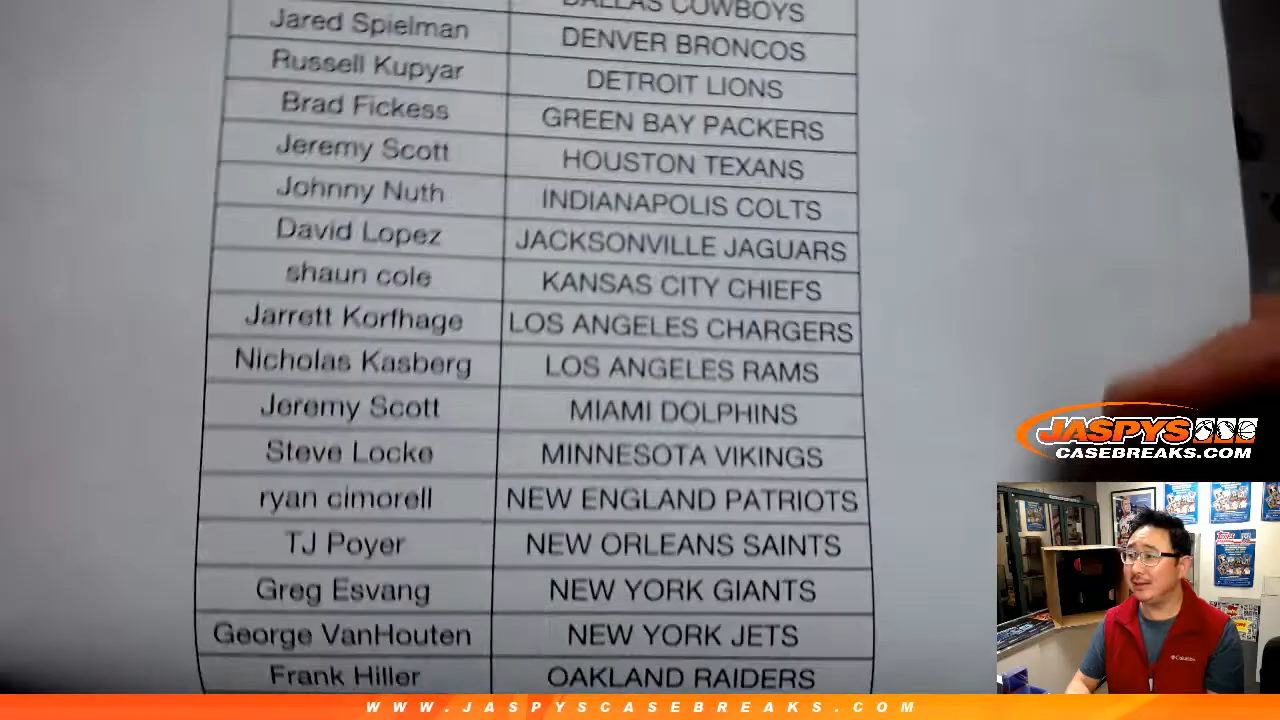 DALLAS COWBOYS
Jared Spielman DENVER BRONCOS
Russell Kupyar DETROIT LIONS
Brad Fickess GREEN BAY PACKERS
Jeremy Scott HOUSTON TEXANS
Johnny Nuth INDIANAPOLIS COLTS
David Lopez JACKSONVILLE JAGUARS
shaun cole KANSAS CITY CHIEFS
Jarrett Korfhage LOS ANGELES CHARGERS
Nicholas Kasberg LOS ANGELES RAMS
Jeremy Scott MIAMI DOLPHINS
Steve Locke MINNESOTA VIKINGS
ryan cimorell NEW ENGLAND PATRIOTS
TJ Poyer NEW ORLEANS SAINTS
Greg Esvang NEW YORK GIANTS
George VanHouten NEW YORK JETS
Frank Hiller OAKLAND RAIDERS
JASPYS
CASEBREAKS.COM
Columbia
WWW.JASPYSCASEBREAKS.COM